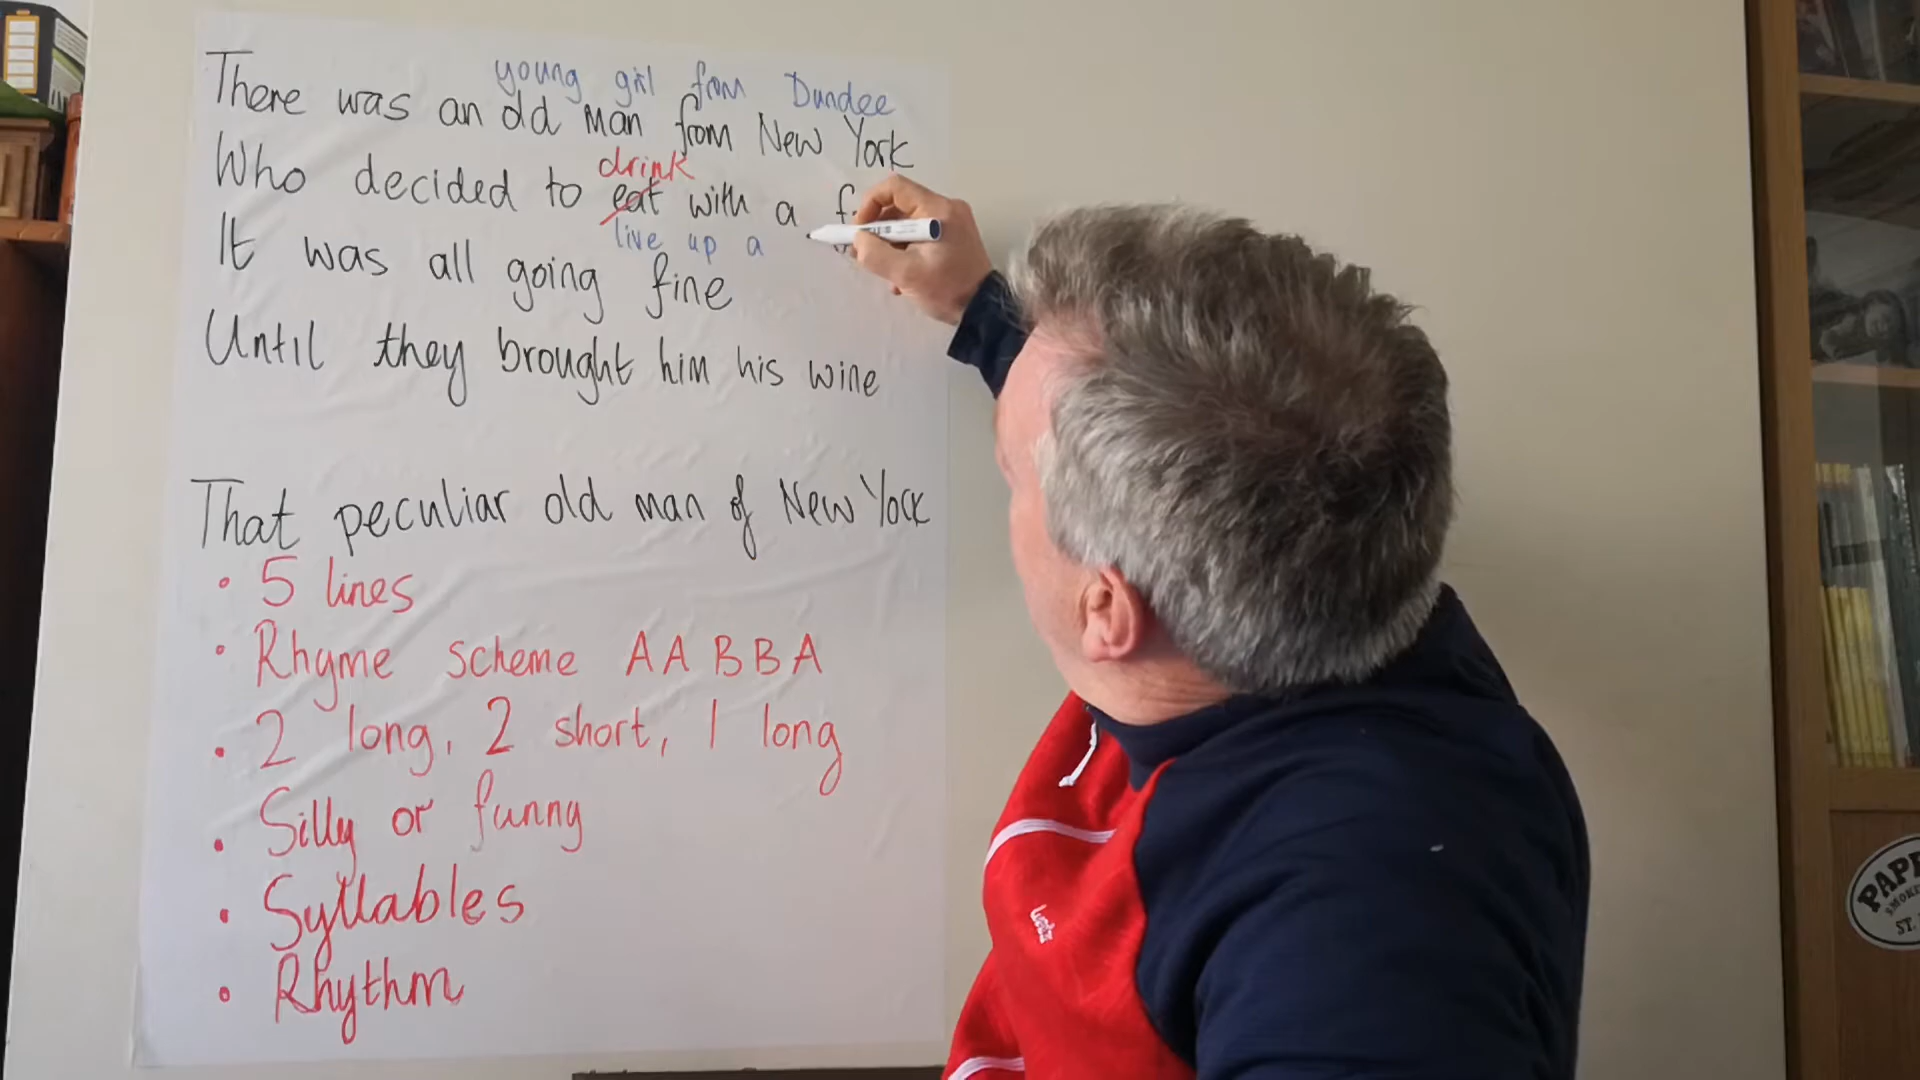 young girl from Dundee
There was an old man from New York
drink
Who decided to eat with a
live up a
It was all going fine
Until they brought him his wine
That peculiar old man of New York
• 5 lines
• Rhyme scheme A A B B A
• 2 long, 2 short, 1 long
• Silly or funny
• Syllables
• Rhythm
ST.